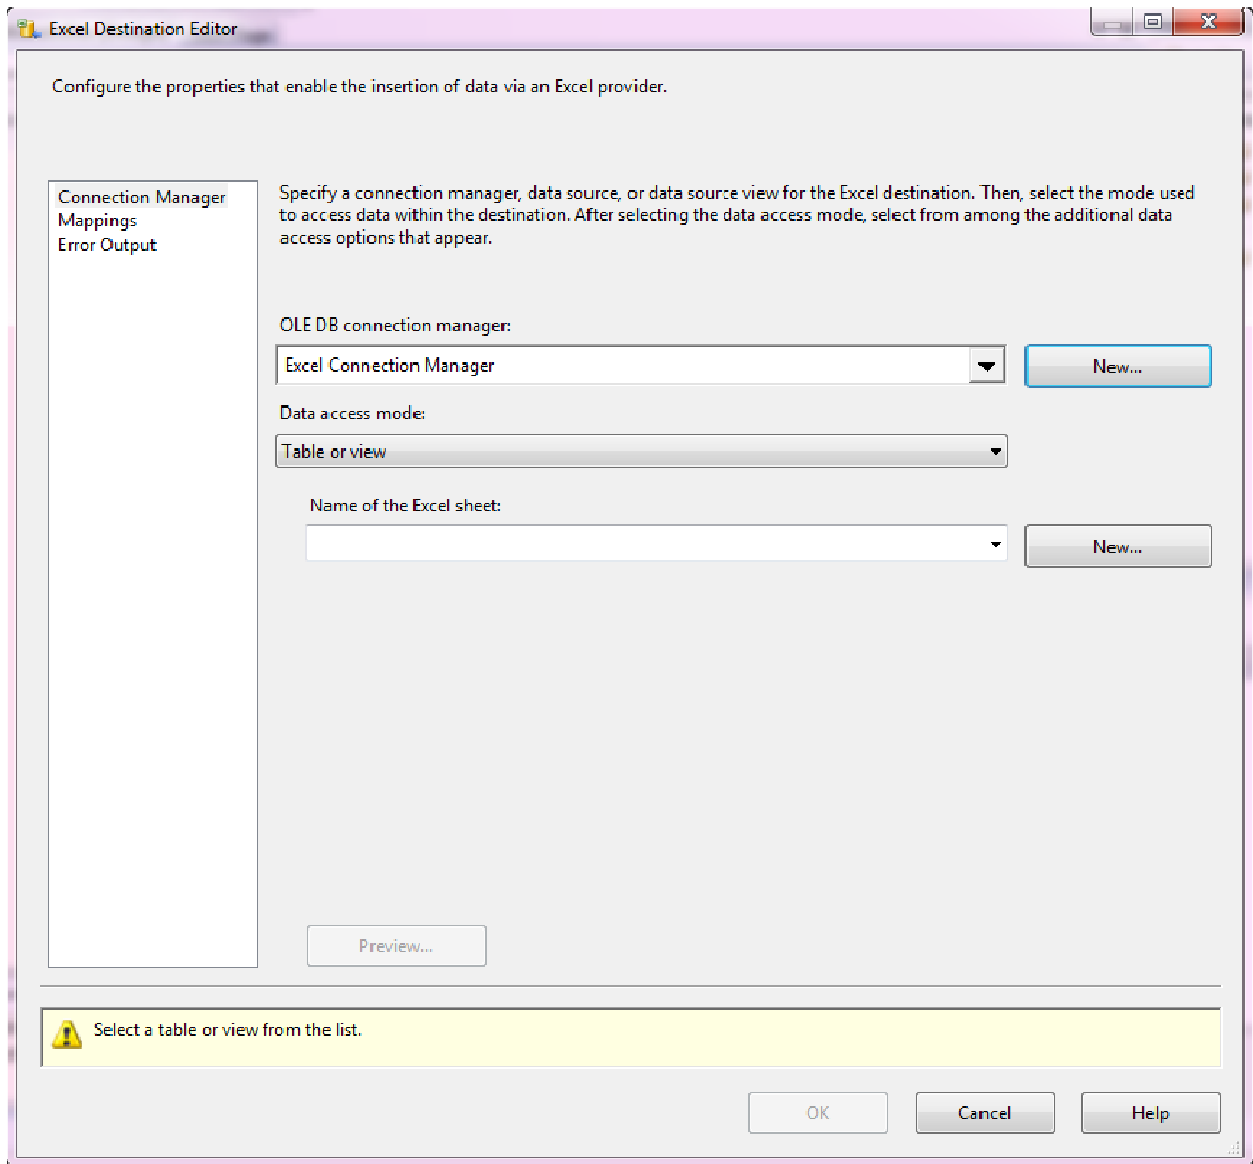 Excel Destination Editor
Configure the properties that enable the insertion of data via an Excel provider.
Connection Manager
Mappings
Error Output
Specify a connection manager, data source, or data source view for the Excel destination. Then, select the mode used
to access data within the destination. After selecting the data access mode, select from among the additional data
access options that appear.
OLE DB connection manager:
Excel Connection Manager
New...
Data access mode:
Table or view
Name of the Excel sheet:
New...
Preview...
Select a table or view from the list.
OK
Cancel
Help